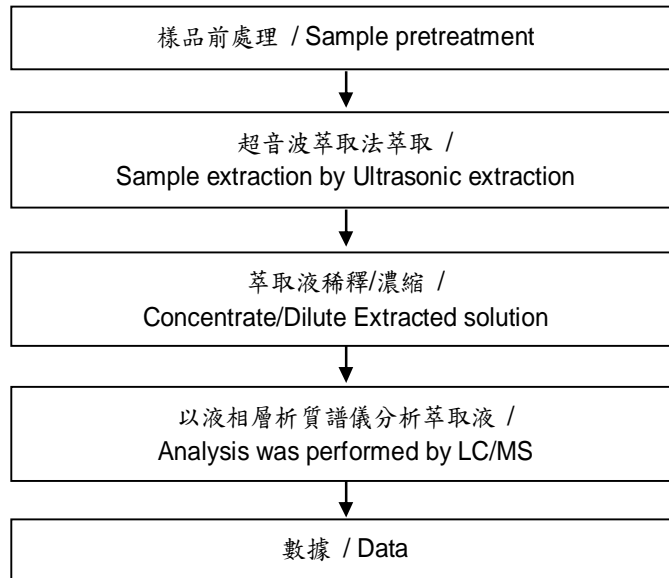 樣品前處理 / Sample pretreatment
超音波萃取法萃取 /
Sample extraction by Ultrasonic extraction
萃取液稀釋/濃縮 /
Concentrate/Dilute Extracted solution
以液相層析質譜儀分析萃取液 /
Analysis was performed by LC/MS
數據 / Data